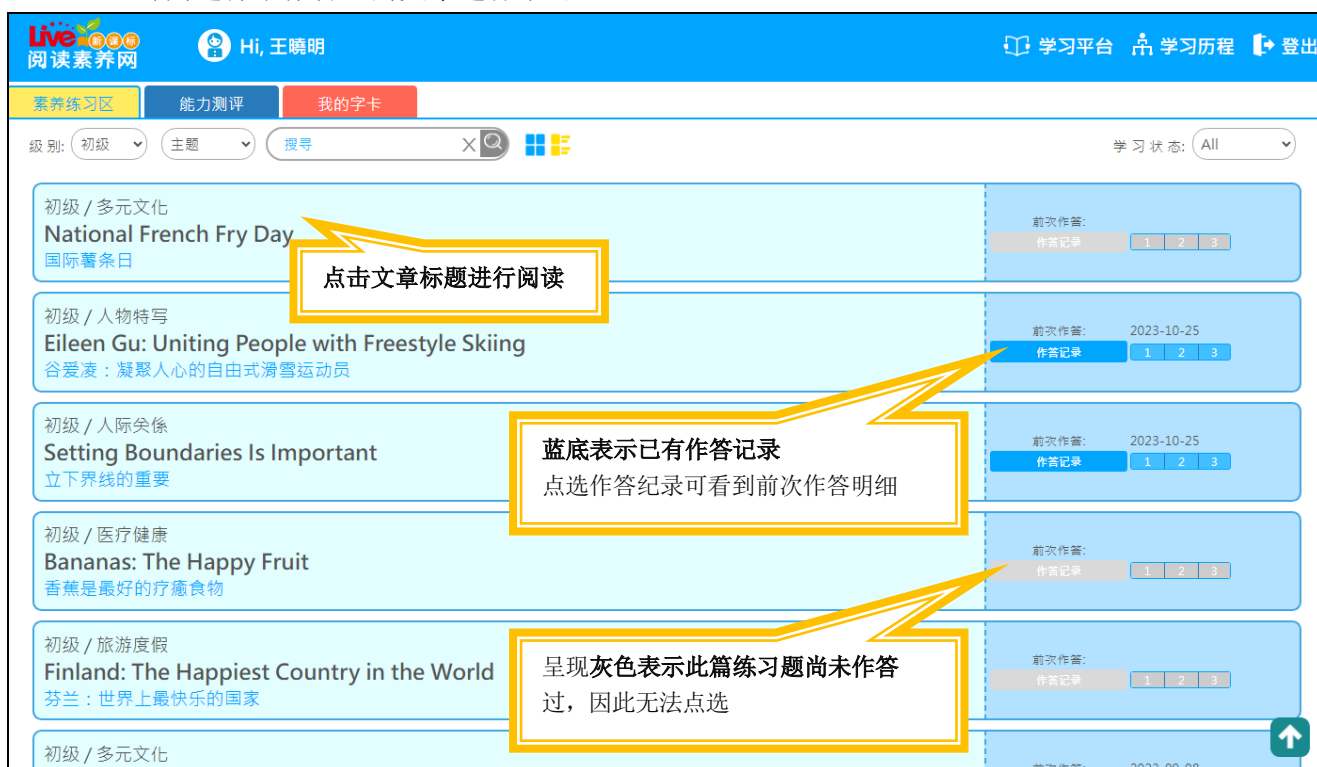 Live 新课标
阅读素养网
Hi, 王曉明
学习平台
学习历程
登出
素养练习区
能力测评
我的字卡
级别: 初级 主题 搜寻
学习状态: All
初级 / 多元文化
National French Fry Day
国际薯条日
前次作答:
作答记录 1 2 3
点击文章标题进行阅读
初级 / 人物特写
Eileen Gu: Uniting People with Freestyle Skiing
谷爱凌：凝聚人心的自由式滑雪运动员
前次作答: 2023-10-25
作答记录 1 2 3
初级 / 人际关係
Setting Boundaries Is Important
立下界线的重要
前次作答: 2023-10-25
作答记录 1 2 3
蓝底表示已有作答记录
点选作答纪录可看到前次作答明细
初级 / 医疗健康
Bananas: The Happy Fruit
香蕉是最好的疗癒食物
前次作答:
作答记录 1 2 3
初级 / 旅游度假
Finland: The Happiest Country in the World
芬兰：世界上最快乐的国家
前次作答:
作答记录 1 2 3
呈现灰色表示此篇练习题尚未作答
过，因此无法点选
初级 / 多元文化